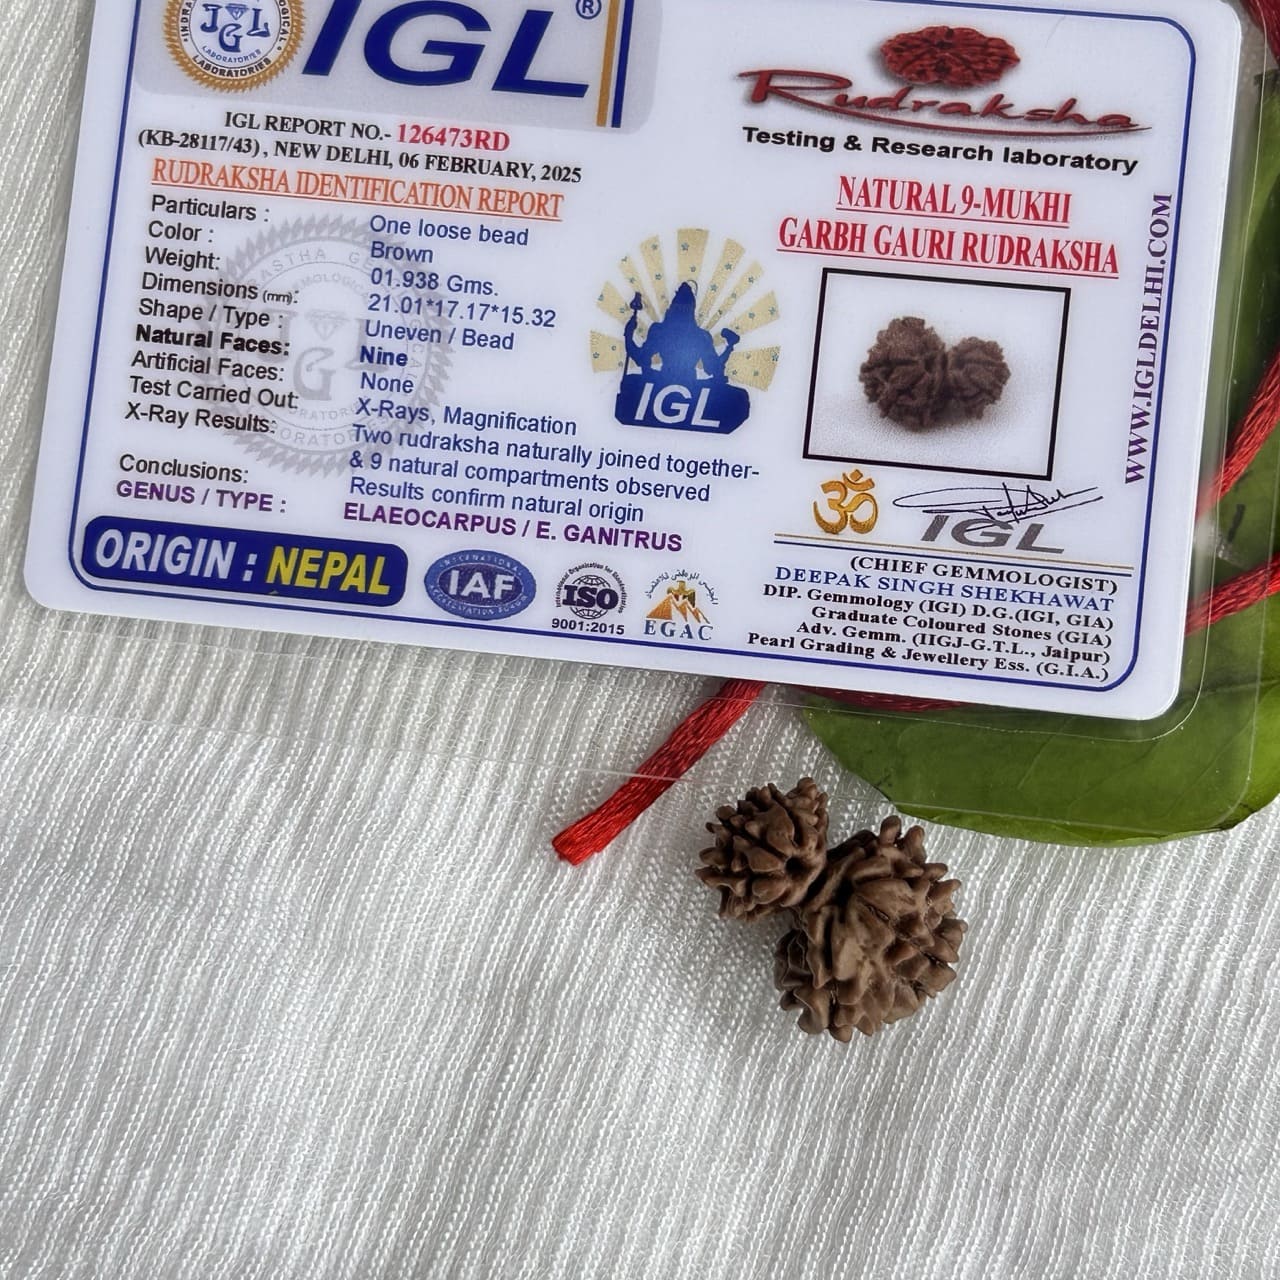 IGL ®
IGL LABORATORIES
IGL REPORT NO.- 126473RD
(KB-28117/43) , NEW DELHI, 06 FEBRUARY, 2025
RUDRAKSHA IDENTIFICATION REPORT
Particulars : One loose bead
Color : Brown
Weight: 01.938 Gms.
Dimensions (mm): 21.01*17.17*15.32
Shape / Type : Uneven / Bead
Natural Faces: Nine
Artificial Faces: None
Test Carried Out: X-Rays, Magnification
X-Ray Results: Two rudraksha naturally joined together-
& 9 natural compartments observed
Conclusions: Results confirm natural origin
GENUS / TYPE : ELAEOCARPUS / E. GANITRUS
ORIGIN : NEPAL
IAF
ISO
9001:2015
EGAC
IGL
Rudraksha
Testing & Research laboratory
NATURAL 9-MUKHI
GARBH GAURI RUDRAKSHA
ॐ
IGL
(CHIEF GEMMOLOGIST)
DEEPAK SINGH SHEKHAWAT
DIP. Gemmology (IGI) D.G.(IGI, GIA)
Graduate Coloured Stones (GIA)
Adv. Gemm. (IIGJ-G.T.L., Jaipur)
Pearl Grading & Jewellery Ess. (G.I.A.)
WWW.IGLDELHI.COM